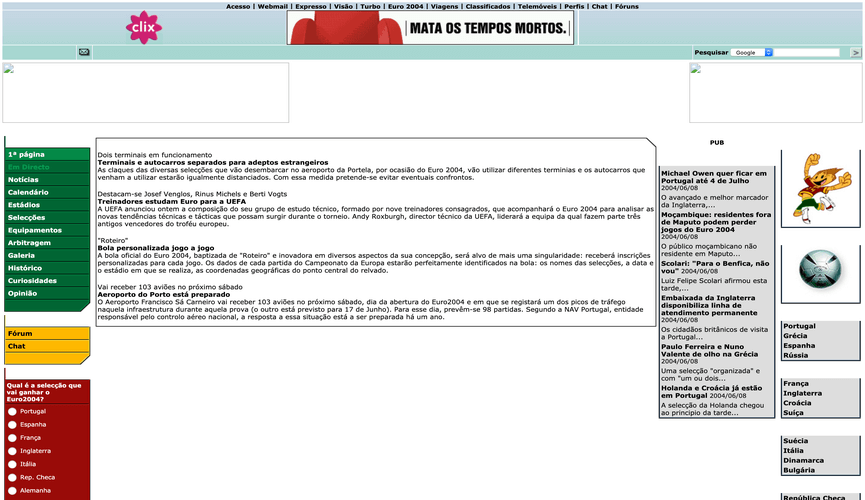 Acesso | Webmail | Expresso | Visão | Turbo | Euro 2004 | Viagens | Classificados | Telemóveis | Perfis | Chat | Fóruns
clix
MATA OS TEMPOS MORTOS.
Pesquisar
Google
PUB
1ª página
Em Directo
Notícias
Calendário
Estádios
Selecções
Equipamentos
Arbitragem
Galeria
Histórico
Curiosidades
Opinião
Fórum
Chat
Qual é a selecção que
vai ganhar o
Euro2004?
Portugal
Espanha
França
Inglaterra
Itália
Rep. Checa
Alemanha
Dois terminais em funcionamento
Terminais e autocarros separados para adeptos estrangeiros
As claques das diversas selecções que vão desembarcar no aeroporto da Portela, por ocasião do Euro 2004, vão utilizar diferentes terminias e os autocarros que
venham a utilizar estarão igualmente distanciados. Com essa medida pretende-se evitar eventuais confrontos.
Destacam-se Josef Venglos, Rinus Michels e Berti Vogts
Treinadores estudam Euro para a UEFA
A UEFA anunciou ontem a composição do seu grupo de estudo técnico, formado por nove treinadores consagrados, que acompanhará o Euro 2004 para analisar as
novas tendências técnicas e tácticas que possam surgir durante o torneio. Andy Roxburgh, director técnico da UEFA, liderará a equipa da qual fazem parte três
antigos vencedores do troféu europeu.
"Roteiro"
Bola personalizada jogo a jogo
A bola oficial do Euro 2004, baptizada de "Roteiro" e inovadora em diversos aspectos da sua concepção, será alvo de mais uma singularidade: receberá inscrições
personalizadas para cada jogo. Os dados de cada partida do Campeonato da Europa estarão perfeitamente identificados na bola: os nomes das selecções, a data e
o estádio em que se realiza, as coordenadas geográficas do ponto central do relvado.
Vai receber 103 aviões no próximo sábado
Aeroporto do Porto está preparado
O Aeroporto Francisco Sá Carneiro vai receber 103 aviões no próximo sábado, dia da abertura do Euro2004 e em que se registará um dos picos de tráfego
naquela infraestrutura durante aquela prova (o outro está previsto para 17 de Junho). Para esse dia, prevêm-se 98 partidas. Segundo a NAV Portugal, entidade
responsável pelo controlo aéreo nacional, a resposta a essa situação está a ser preparada há um ano.
Michael Owen quer ficar em
Portugal até 4 de Julho
2004/06/08
O avançado e melhor marcador
da Inglaterra,...
Moçambique: residentes fora
de Maputo podem perder
jogos do Euro 2004
2004/06/08
O público moçambicano não
residente em Maputo...
Scolari: "Para o Benfica, não
vou" 2004/06/08
Luiz Felipe Scolari afirmou esta
tarde,...
Embaixada da Inglaterra
disponibiliza linha de
atendimento permanente
2004/06/08
Os cidadãos britânicos de visita
a Portugal...
Paulo Ferreira e Nuno
Valente de olho na Grécia
2004/06/08
Uma selecção "organizada" e
com "um ou dois...
Holanda e Croácia já estão
em Portugal 2004/06/08
A selecção da Holanda chegou
ao principio da tarde...
Portugal
Grécia
Espanha
Rússia
França
Inglaterra
Croácia
Suiça
Suécia
Itália
Dinamarca
Bulgária
República Checa